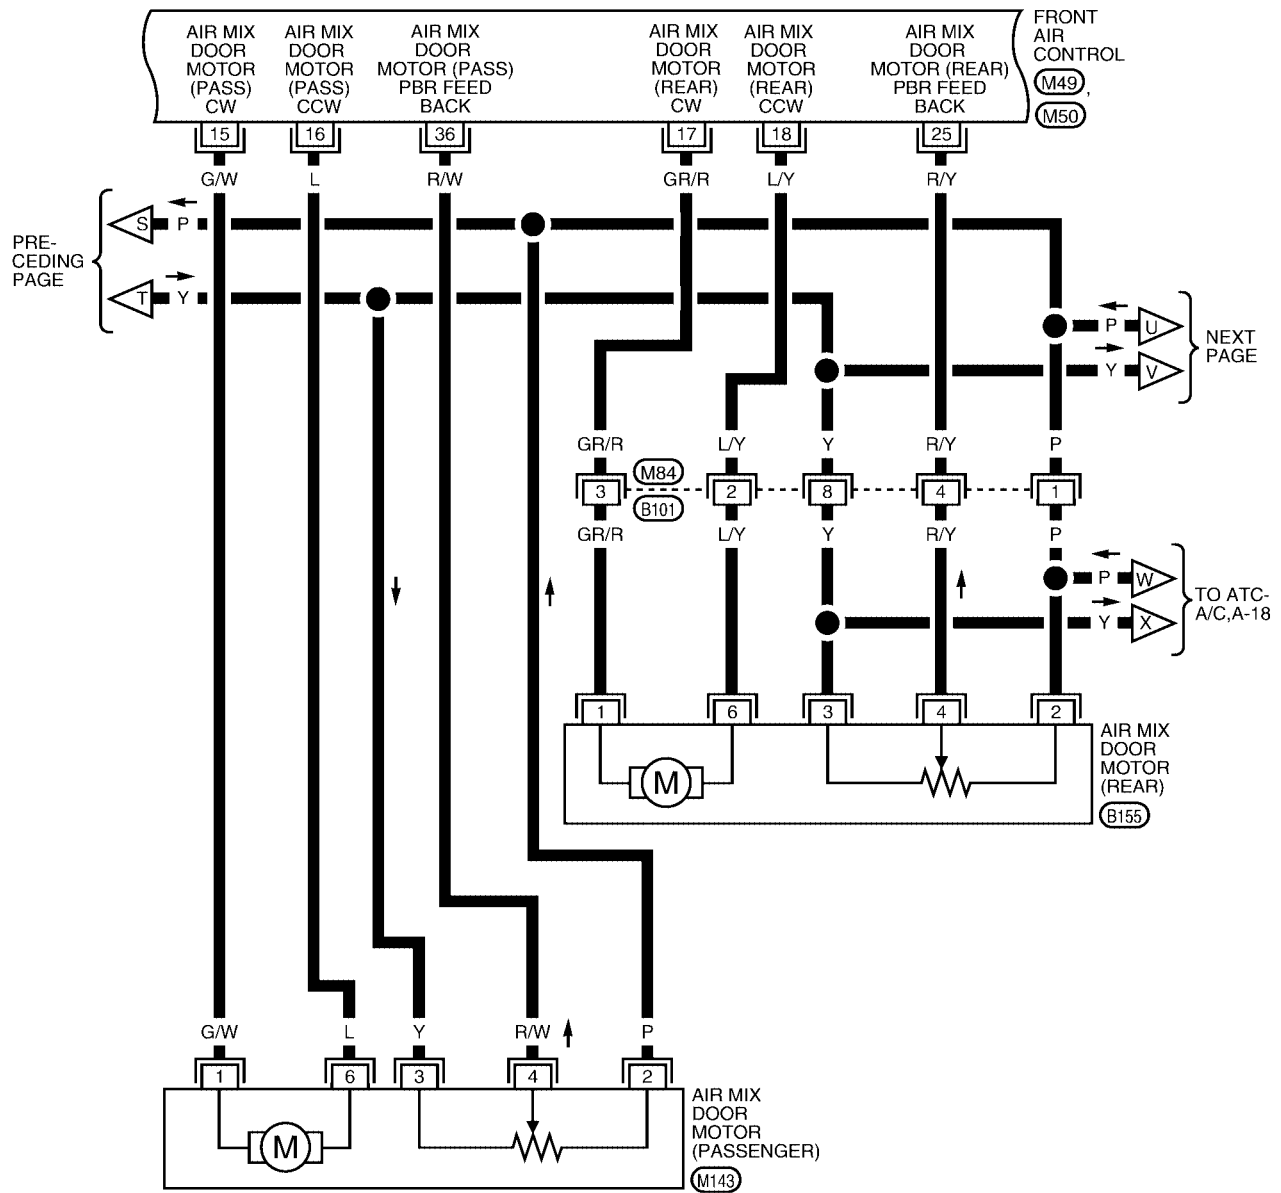 AIR MIX
DOOR
MOTOR
(PASS)
CW
AIR MIX
DOOR
MOTOR
(PASS)
CCW
AIR MIX
DOOR
MOTOR (PASS)
PBR FEED
BACK
AIR MIX
DOOR
MOTOR
(REAR)
CW
AIR MIX
DOOR
MOTOR
(REAR)
CCW
AIR MIX
DOOR
MOTOR (REAR)
PBR FEED
BACK
FRONT
AIR
CONTROL
M49 ,
M50
15 16 36 17 18 25
G/W L R/W GR/R L/Y R/Y
PRE-
CEDING
PAGE
S P
T Y
P U
Y V
NEXT
PAGE
GR/R L/Y Y R/Y P
M84
3 2 8 4 1
B101
GR/R L/Y Y R/Y P
P W
Y X
TO ATC-
A/C,A-18
1 6 3 4 2
M
AIR MIX
DOOR
MOTOR
(REAR)
B155
G/W L Y R/W P
1 6 3 4 2
M
AIR MIX
DOOR
MOTOR
(PASSENGER)
M143